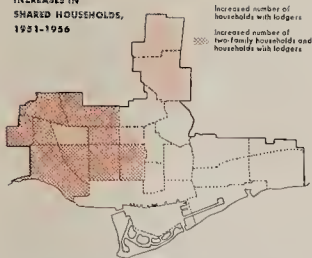 INCREASES IN
SHARED HOUSEHOLDS,
1951-1956
Increased number of
households with lodgers
Increased number of
two-family households and
households with lodgers